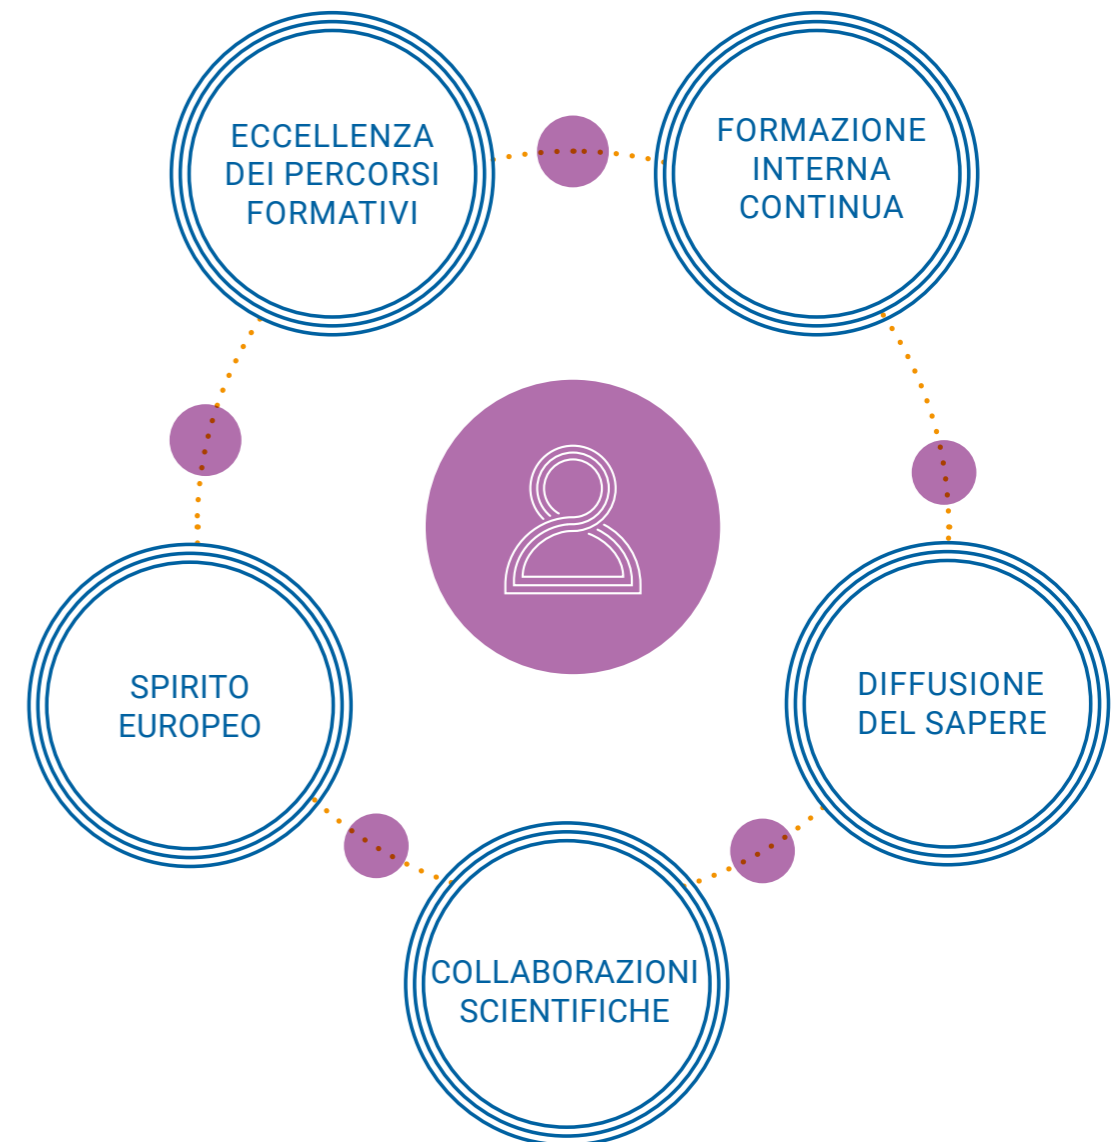 ECCELLENZA
DEI PERCORSI
FORMATIVI
FORMAZIONE
INTERNA
CONTINUA
SPIRITO
EUROPEO
DIFFUSIONE
DEL SAPERE
COLLABORAZIONI
SCIENTIFICHE